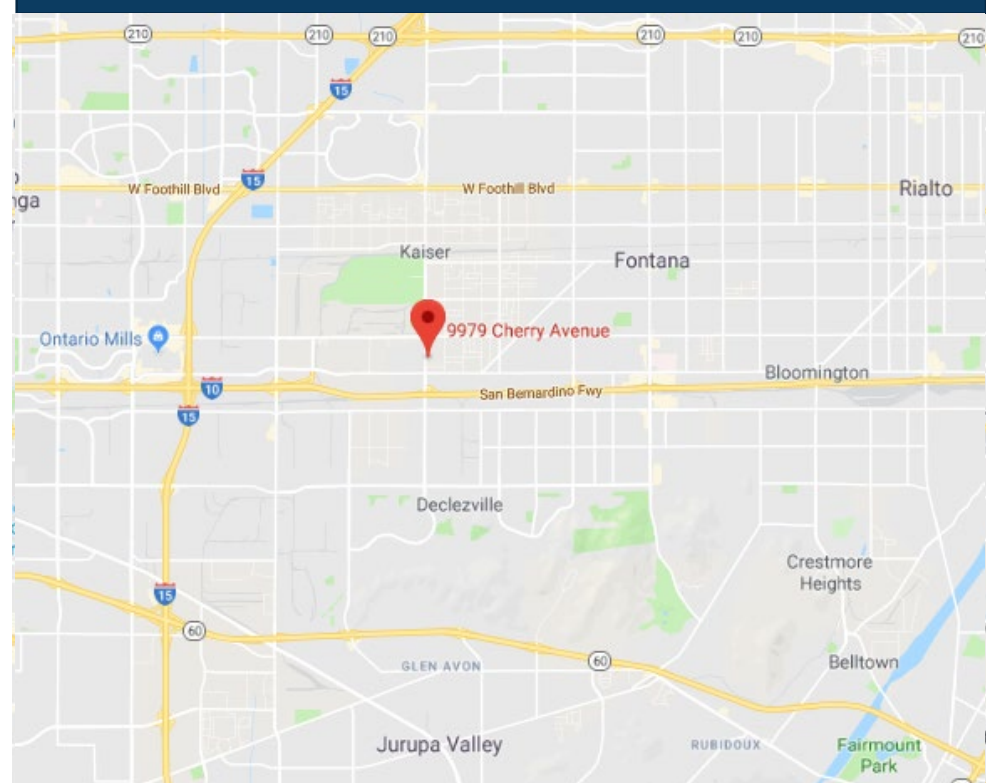 210
210
210
210
210
210
15
15
W Foothill Blvd
W Foothill Blvd
Rialto
nga
Kaiser
Fontana
9979 Cherry Avenue
Ontario Mills
Bloomington
10
San Bernardino Fwy
15
Declezville
Crestmore
Heights
15
60
GLEN AVON
60
Belltown
Jurupa Valley
RUBIDOUX
Fairmount
Park